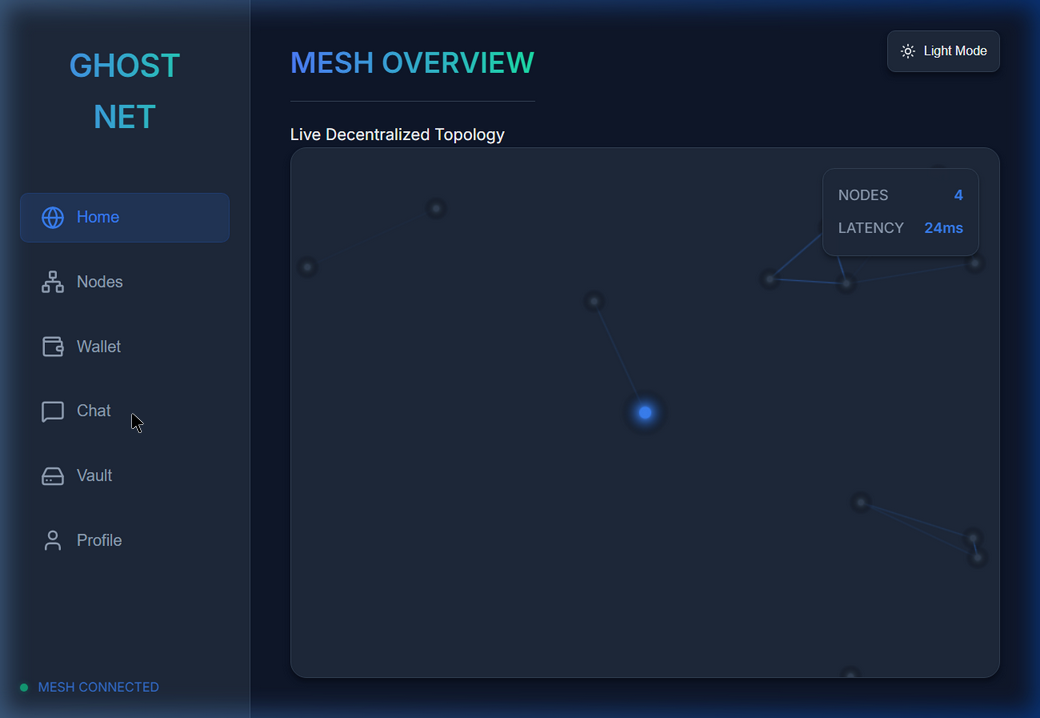 GHOST
NET
Home
Nodes
Wallet
Chat
Vault
Profile
MESH CONNECTED
MESH OVERVIEW
Light Mode
Live Decentralized Topology
NODES 4
LATENCY 24ms